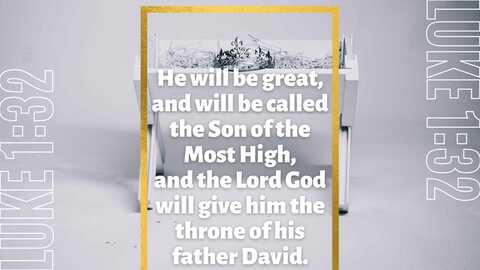 LUKE 1:32
He will be great,
and will be called
the Son of the
Most High,
and the Lord God
will give him the
throne of his
father David.
LUKE 1:32